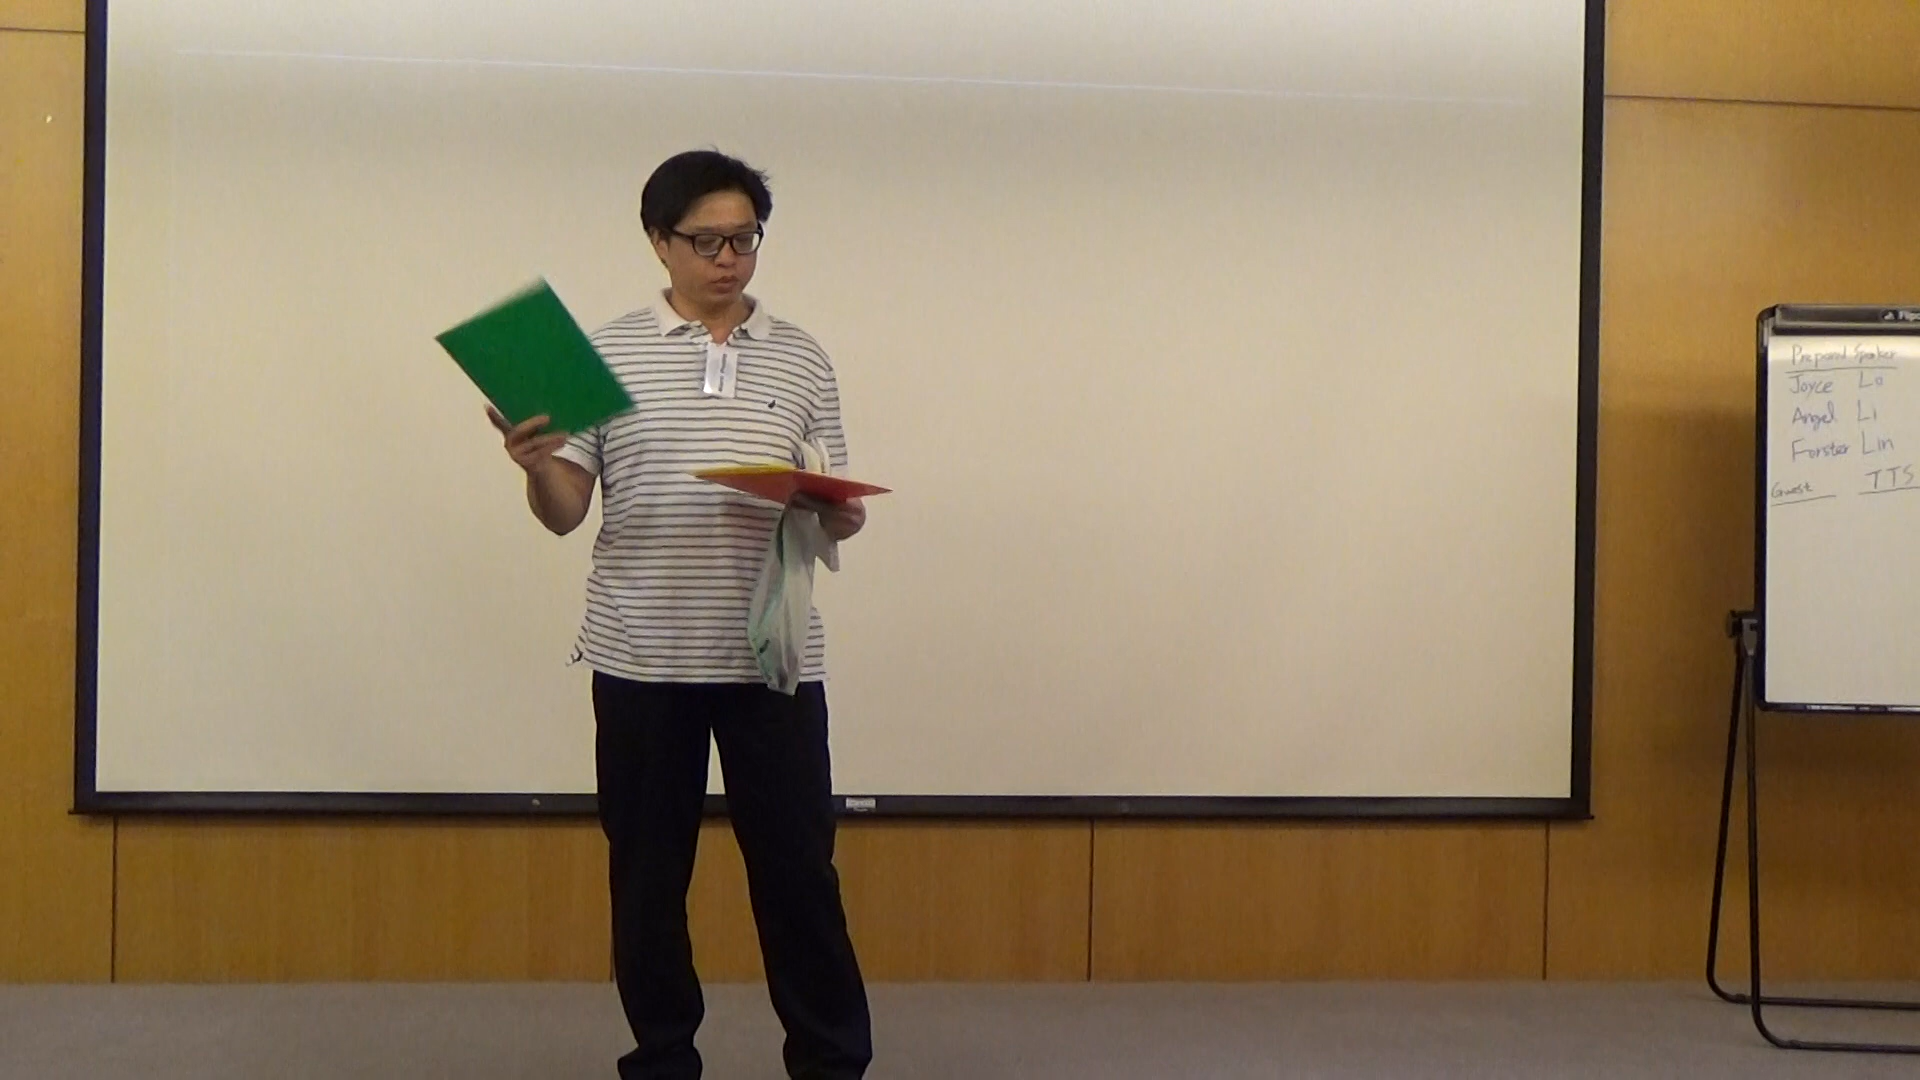 Prepared Speaker
Joyce Lo
Angel Li
Forster Lin
Guest TTS